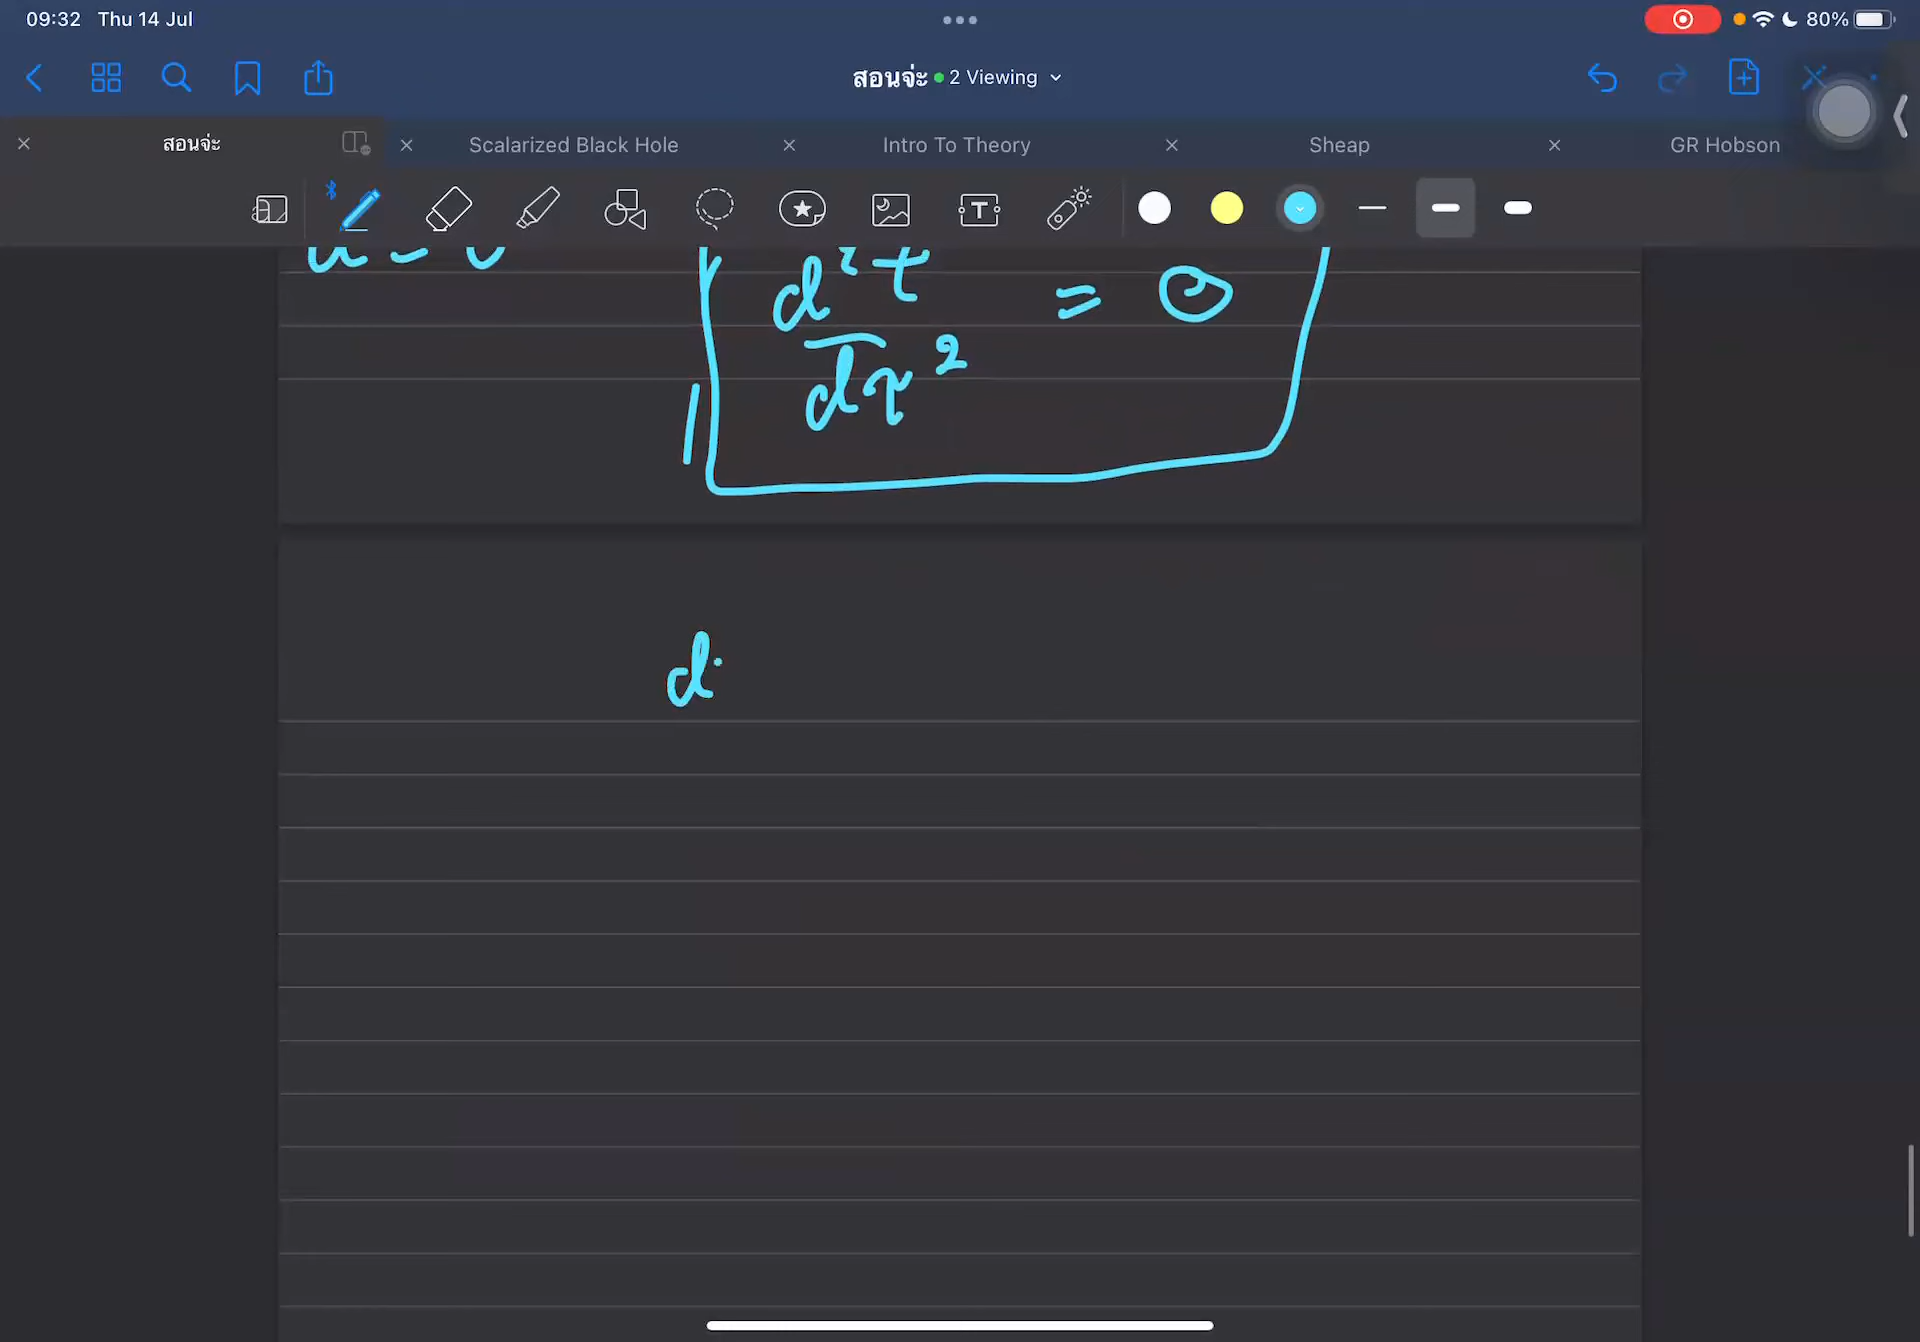 09:32 Thu 14 Jul
80%
สอนจ่ะ 2 Viewing
สอนจ่ะ
Scalarized Black Hole
Intro To Theory
Sheap
GR Hobson
T
d²t = 0
d